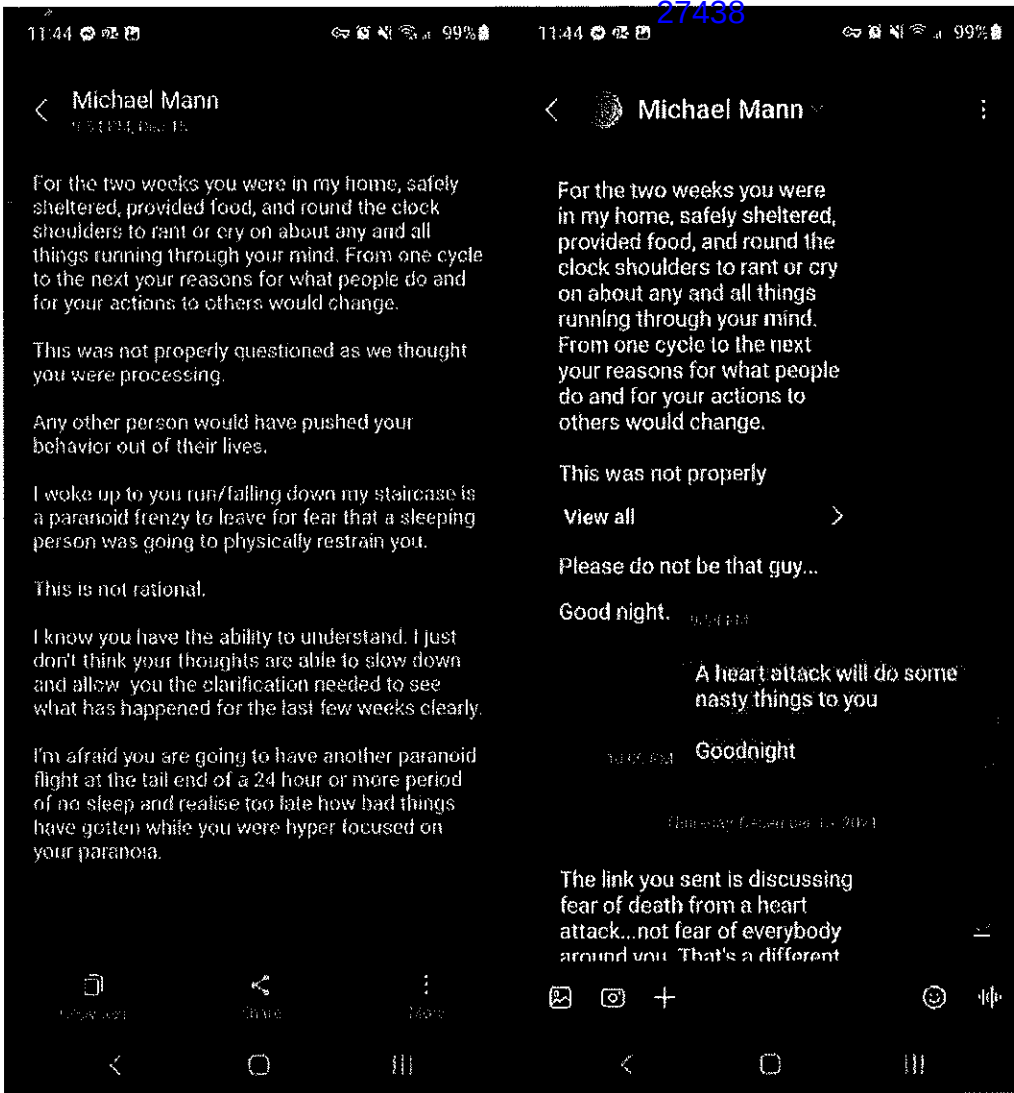 27438
11:44
99%
Michael Mann
9:54 PM, Dec 15
For the two weeks you were in my home, safely
sheltered, provided food, and round the clock
shoulders to rant or cry on about any and all
things running through your mind. From one cycle
to the next your reasons for what people do and
for your actions to others would change.
This was not properly questioned as we thought
you were processing.
Any other person would have pushed your
behavior out of their lives.
I woke up to you run/falling down my staircase is
a paranoid frenzy to leave for fear that a sleeping
person was going to physically restrain you.
This is not rational.
I know you have the ability to understand. I just
don't think your thoughts are able to slow down
and allow you the clarification needed to see
what has happened for the last few weeks clearly.
I'm afraid you are going to have another paranoid
flight at the tail end of a 24 hour or more period
of no sleep and realise too late how bad things
have gotten while you were hyper focused on
your paranoia.
Share
More
11:44
99%
Michael Mann
For the two weeks you were
in my home, safely sheltered,
provided food, and round the
clock shoulders to rant or cry
on about any and all things
running through your mind.
From one cycle to the next
your reasons for what people
do and for your actions to
others would change.
This was not properly
View all
Please do not be that guy...
Good night.
9:54 PM
A heart attack will do some
nasty things to you
Goodnight
The link you sent is discussing
fear of death from a heart
attack...not fear of everybody
around you. That's a different